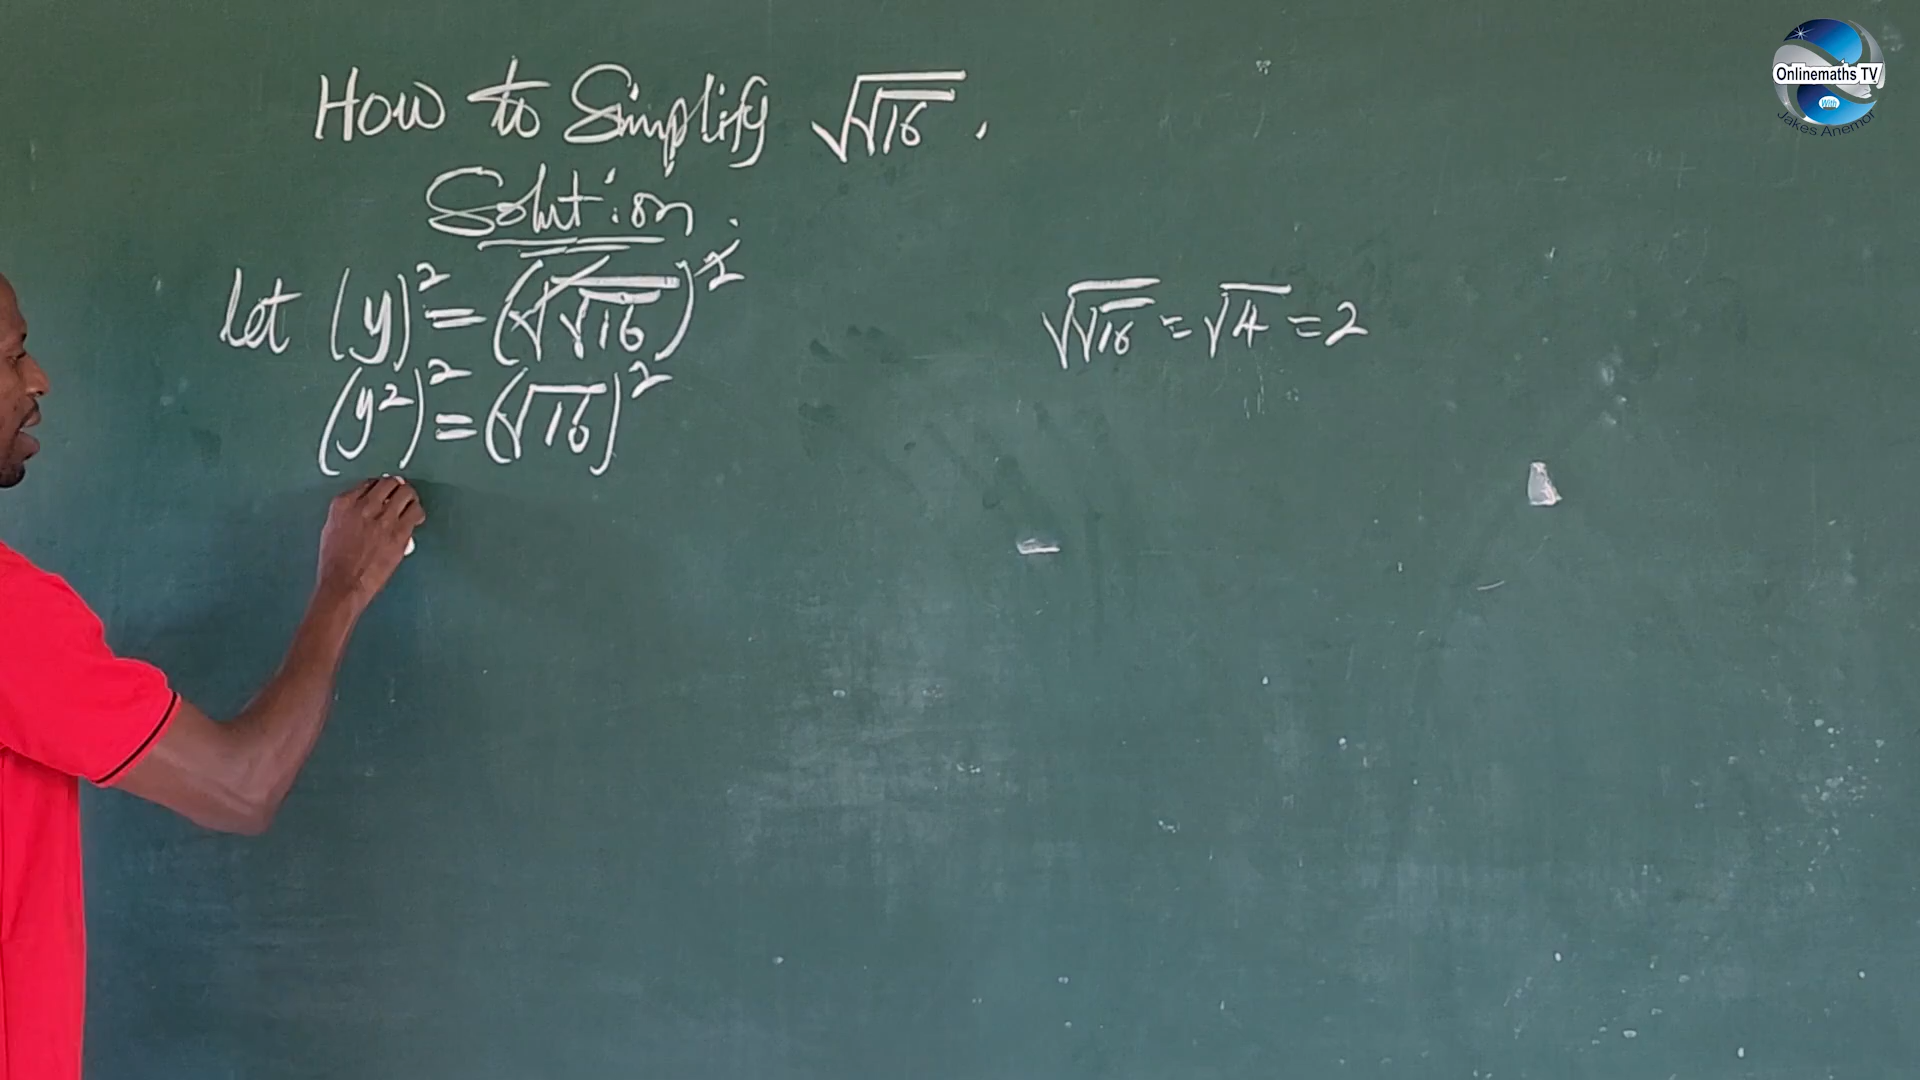 How to Simplify √√16.
Solution.
let (y)² = (√√16)²
(y²)² = (√16)²
√√16 = √4 = 2
Onlinemaths TV
With
Jakes Anemor